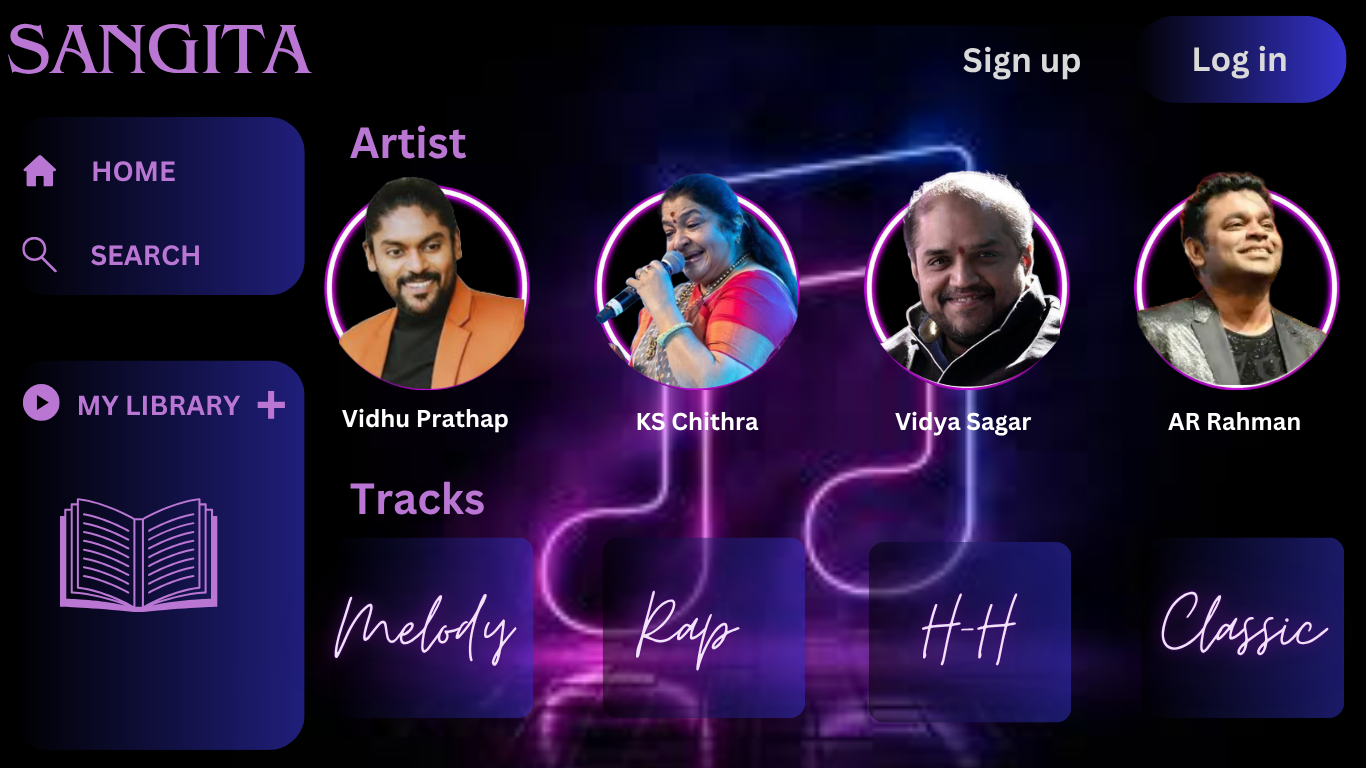 SANGITA
Sign up
Log in
HOME
SEARCH
MY LIBRARY +
Artist
Vidhu Prathap
KS Chithra
Vidya Sagar
AR Rahman
Tracks
Melody
Rap
H-H
Classic